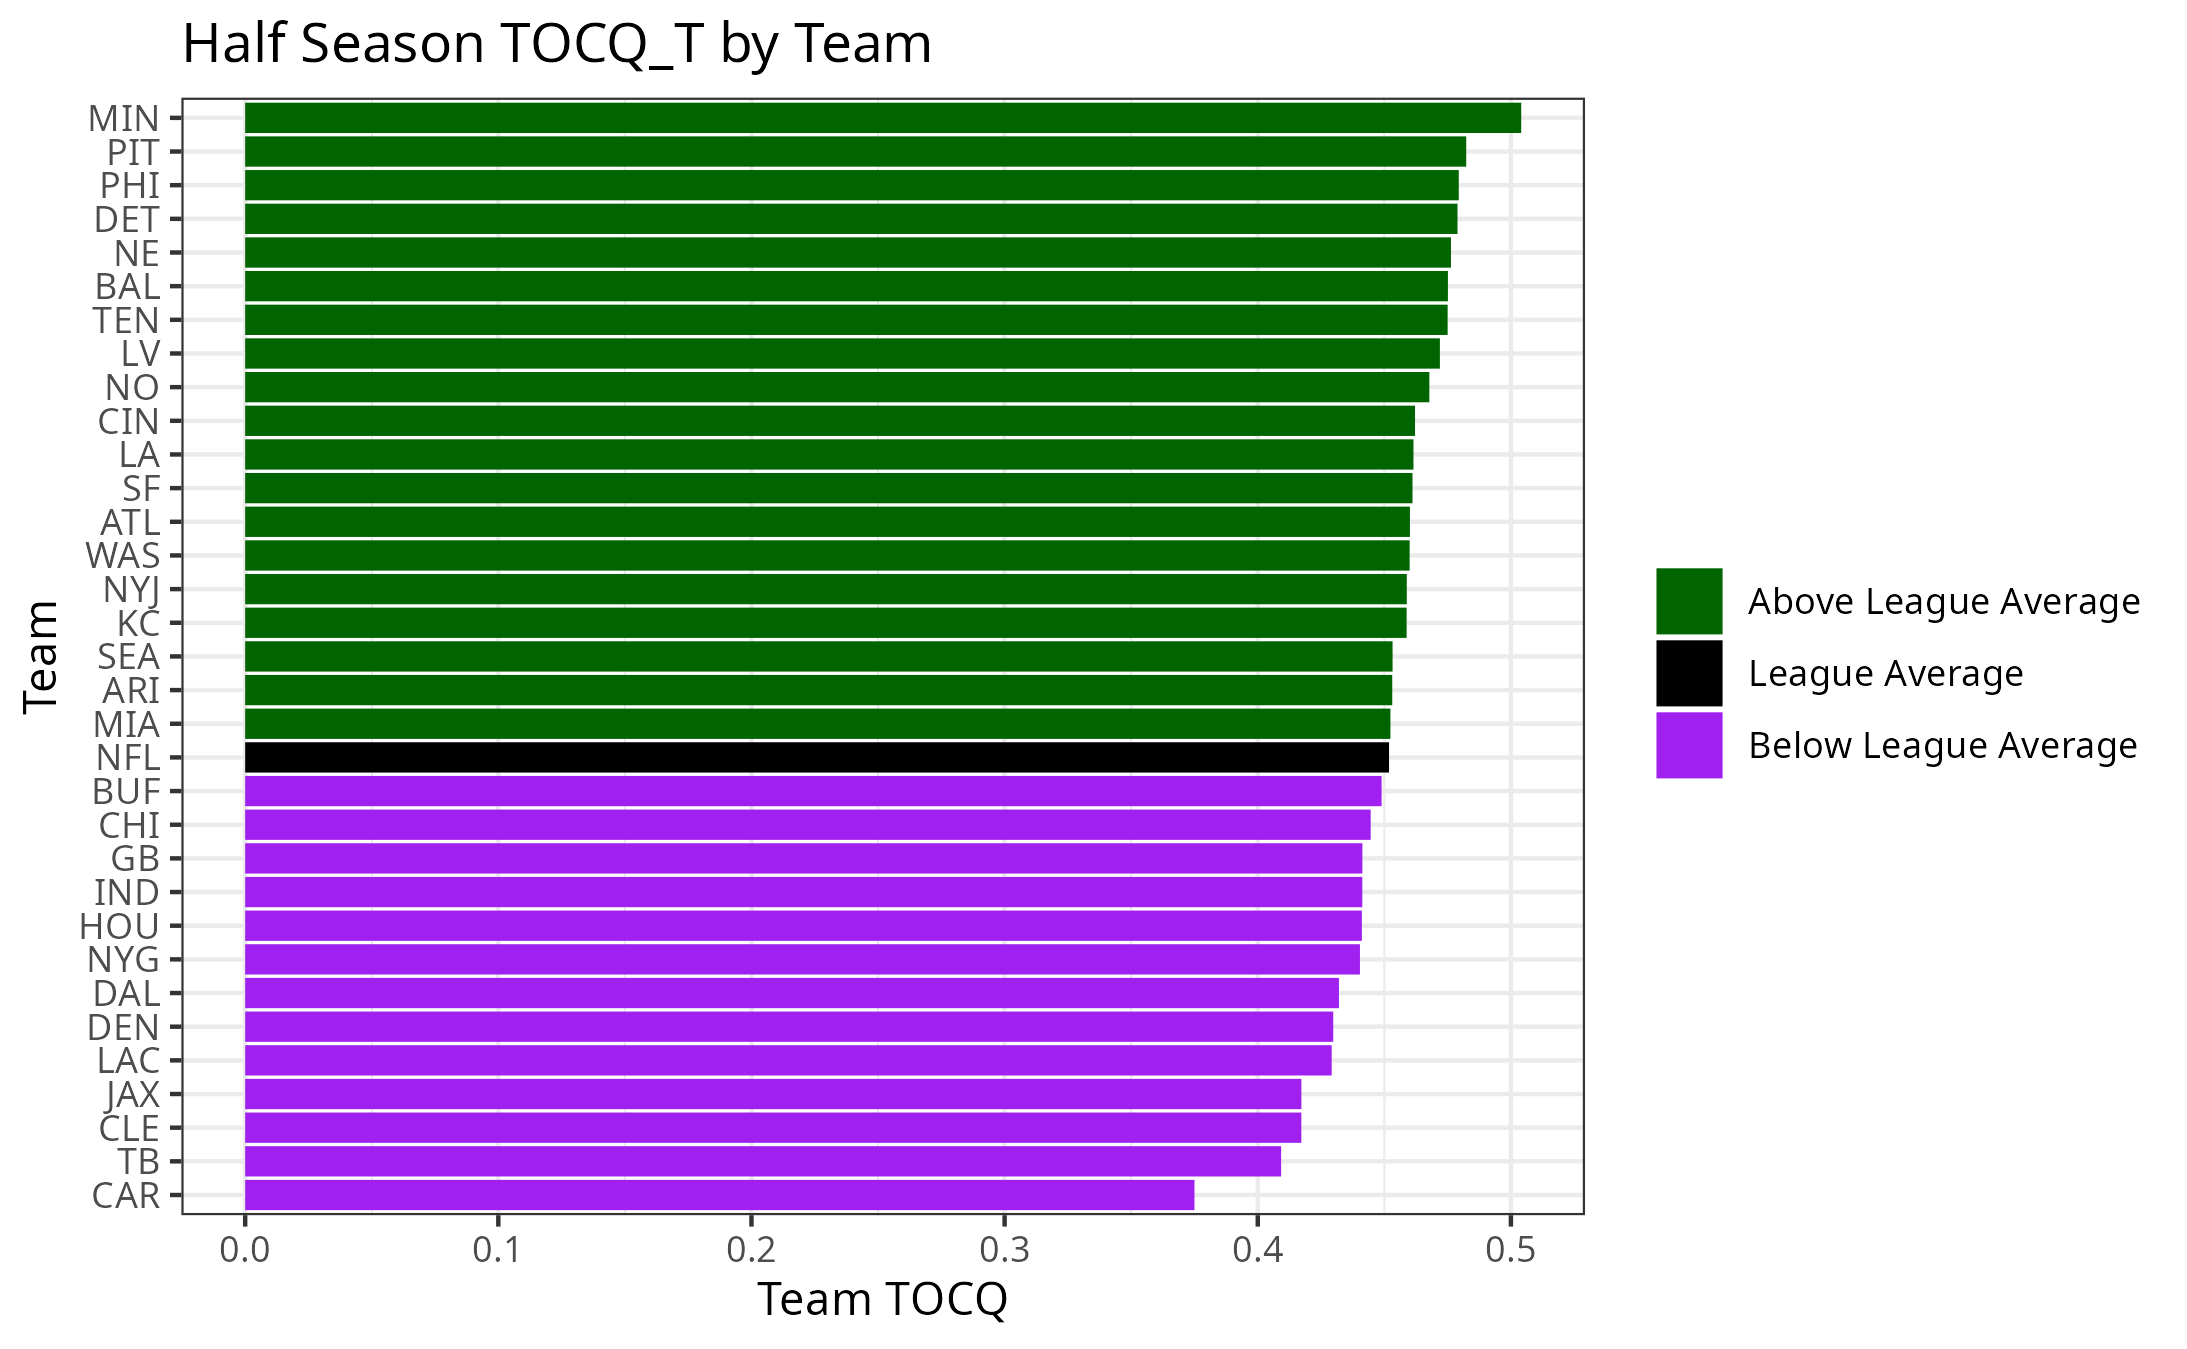 Half Season TOCQ_T by Team
MIN
PIT
PHI
DET
NE
BAL
TEN
LV
NO
CIN
LA
SF
ATL
WAS
NYJ
KC
SEA
ARI
MIA
NFL
BUF
CHI
GB
IND
HOU
NYG
DAL
DEN
LAC
JAX
CLE
TB
CAR
Team
0.0 0.1 0.2 0.3 0.4 0.5
Team TOCQ
Above League Average
League Average
Below League Average